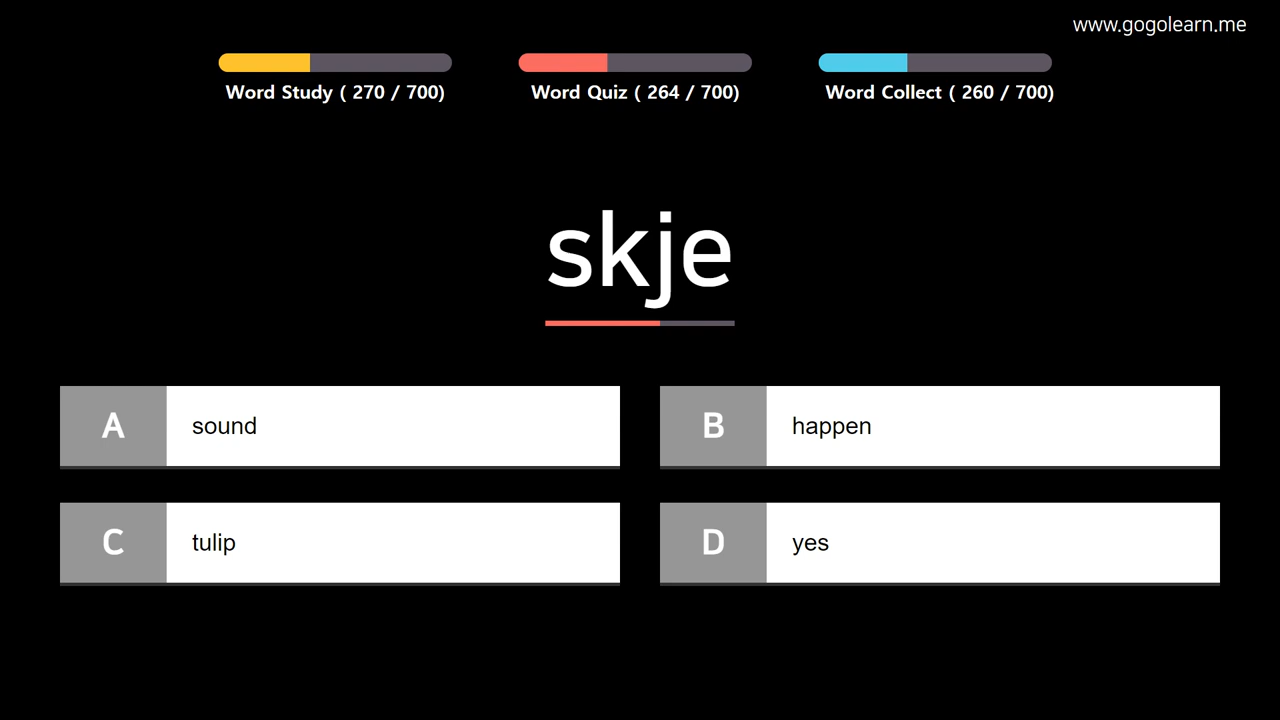 www.gogolearn.me
Word Study ( 270 / 700)
Word Quiz ( 264 / 700)
Word Collect ( 260 / 700)
skje
A sound
B happen
C tulip
D yes